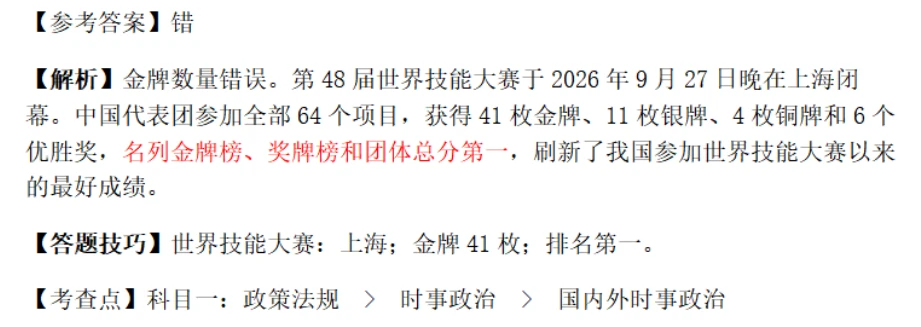 【参考答案】错
【解析】金牌数量错误。第 48 届世界技能大赛于 2026 年 9 月 27 日晚在上海闭
幕。中国代表团参加全部 64 个项目，获得 41 枚金牌、11 枚银牌、4 枚铜牌和 6 个
优胜奖，名列金牌榜、奖牌榜和团体总分第一，刷新了我国参加世界技能大赛以来
的最好成绩。
【答题技巧】世界技能大赛：上海；金牌 41 枚；排名第一。
【考查点】科目一：政策法规 > 时事政治 > 国内外时事政治